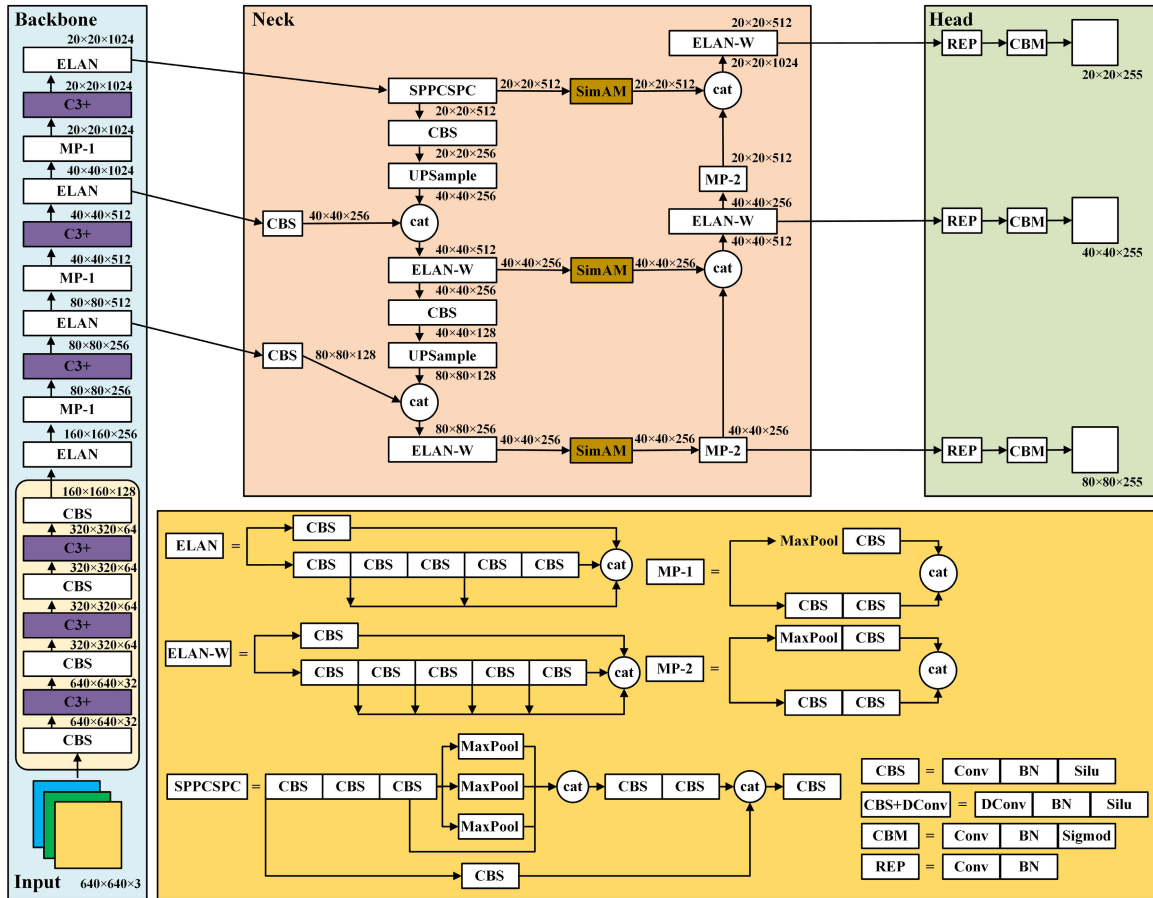 Backbone
20×20×1024
ELAN
20×20×1024
C3+
20×20×1024
MP-1
40×40×1024
ELAN
40×40×512
C3+
40×40×512
MP-1
80×80×512
ELAN
80×80×256
C3+
80×80×256
MP-1
160×160×256
ELAN
160×160×128
CBS
320×320×64
C3+
320×320×64
CBS
320×320×64
C3+
320×320×64
CBS
640×640×32
C3+
640×640×32
CBS
Input
640×640×3
Neck
SPPCSPC
20×20×512
SimAM
20×20×512
cat
20×20×512
CBS
20×20×256
UPSample
40×40×256
CBS
40×40×256
cat
40×40×512
ELAN-W
40×40×256
SimAM
40×40×256
cat
40×40×256
CBS
40×40×128
UPSample
80×80×128
CBS
80×80×128
cat
80×80×256
ELAN-W
40×40×256
SimAM
40×40×256
MP-2
40×40×256
20×20×512
ELAN-W
20×20×1024
20×20×512
MP-2
40×40×256
ELAN-W
40×40×512
Head
REP
CBM
20×20×255
REP
CBM
40×40×255
REP
CBM
80×80×255
ELAN =
CBS
CBS CBS CBS CBS CBS
cat
MP-1 =
MaxPool CBS
CBS CBS
cat
ELAN-W =
CBS
CBS CBS CBS CBS CBS
cat
MP-2 =
MaxPool CBS
CBS CBS
cat
SPPCSPC =
CBS CBS CBS
MaxPool
MaxPool
MaxPool
cat
CBS CBS
cat
CBS
CBS
CBS = Conv BN Silu
CBS+DConv = DConv BN Silu
CBM = Conv BN Sigmod
REP = Conv BN